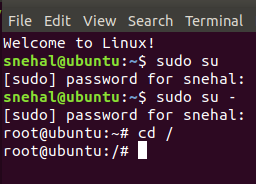 File Edit View Search Terminal
Welcome to Linux!
snehal@ubuntu:~$ sudo su
[sudo] password for snehal:
snehal@ubuntu:~$ sudo su -
[sudo] password for snehal:
root@ubuntu:~# cd /
root@ubuntu:/#